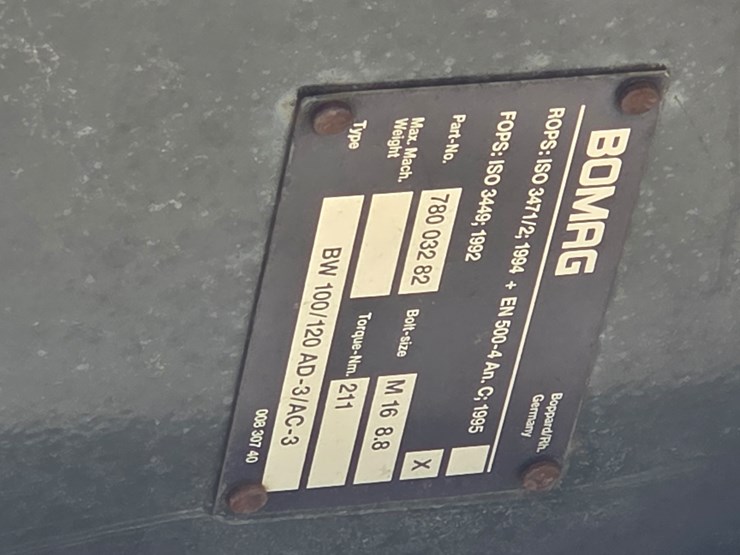 BOMAG
Boppard/Rh.
Germany
ROPS: ISO 3471/2; 1994 + EN 500-4 An. C; 1995
FOPS: ISO 3449; 1992 X
Part-No. 780 032 82 Bolt-size M 16 8.8
Max. Mach.
Weight Torque-Nm. 211
Type BW 100/120 AD-3/AC-3
008 307 40